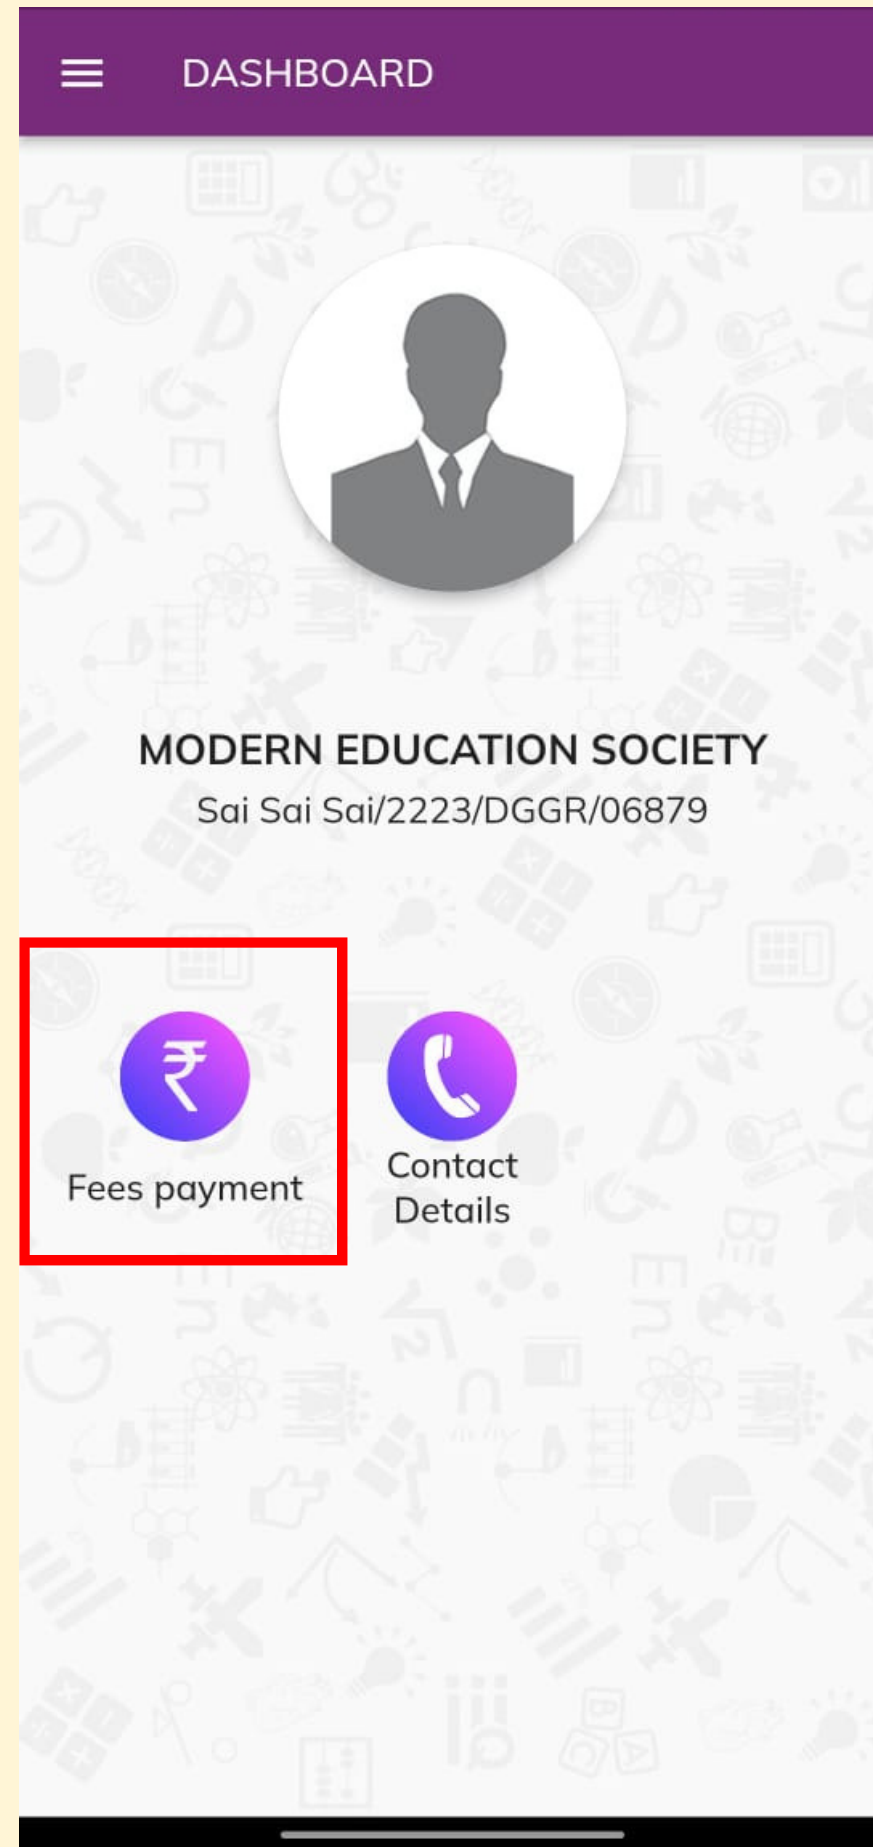 DASHBOARD
MODERN EDUCATION SOCIETY
Sai Sai Sai/2223/DGGR/06879
₹
Fees payment
Contact
Details